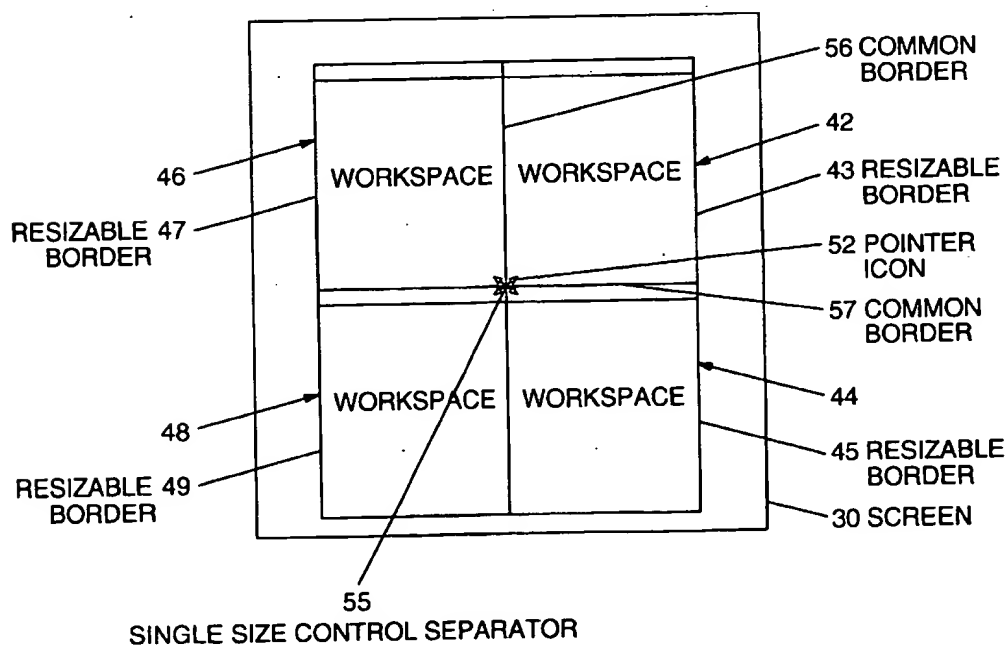 56 COMMON
BORDER
42
46
WORKSPACE
WORKSPACE
43 RESIZABLE
BORDER
RESIZABLE 47
BORDER
52 POINTER
ICON
57 COMMON
BORDER
48
WORKSPACE
WORKSPACE
44
RESIZABLE 49
BORDER
45 RESIZABLE
BORDER
30 SCREEN
55
SINGLE SIZE CONTROL SEPARATOR